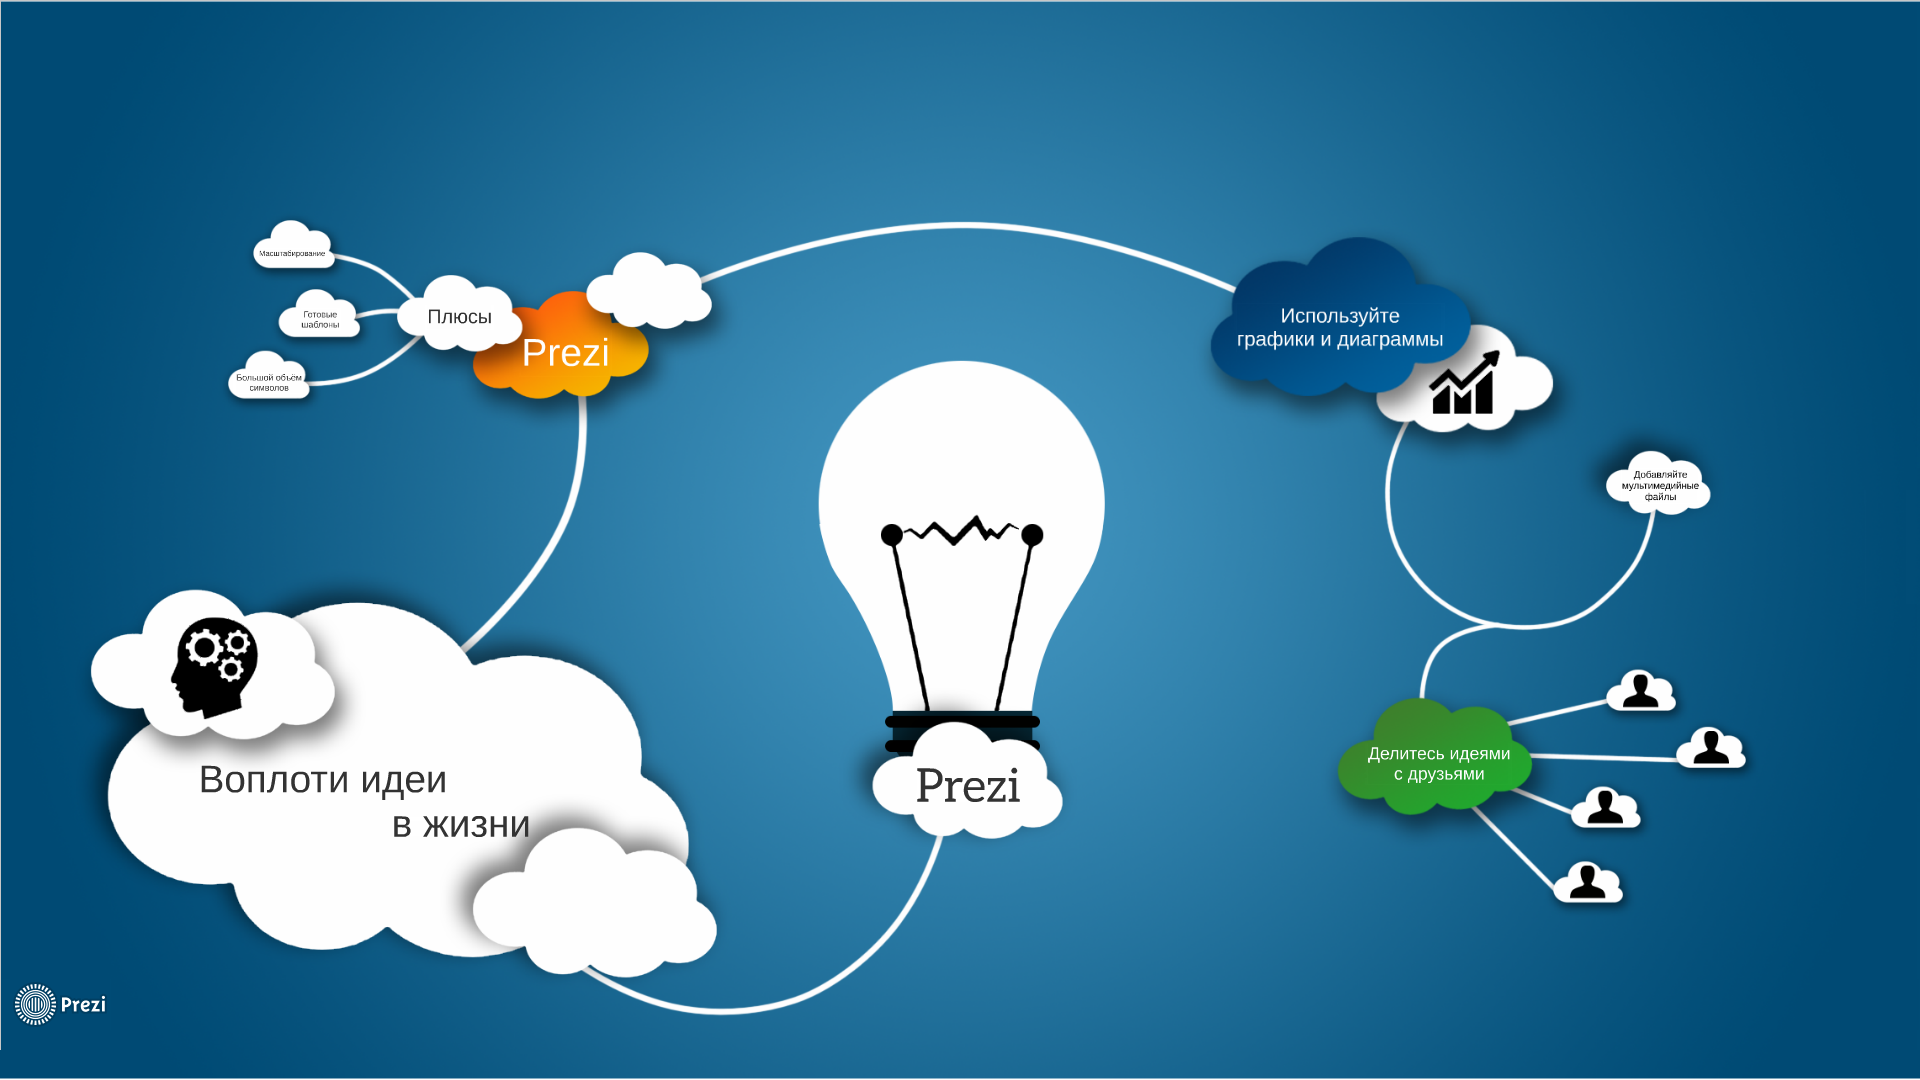 Масштабирование
Готовые
шаблоны
Большой объём
символов
Плюсы
Prezi
Используйте
графики и диаграммы
Добавляйте
мультимедийные
файлы
Воплоти идеи
в жизни
Prezi
Делитесь идеями
с друзьями
Prezi